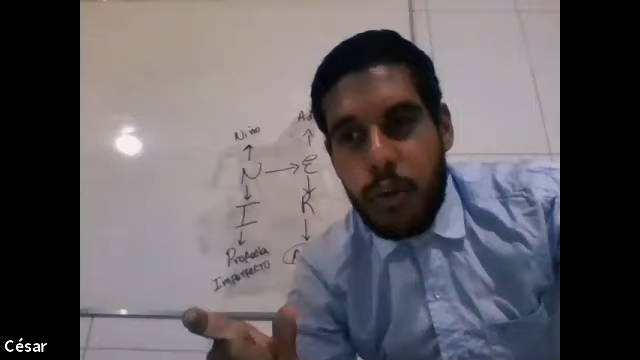 Niño
N → E
I
R
Profecía
Imperfecto
César